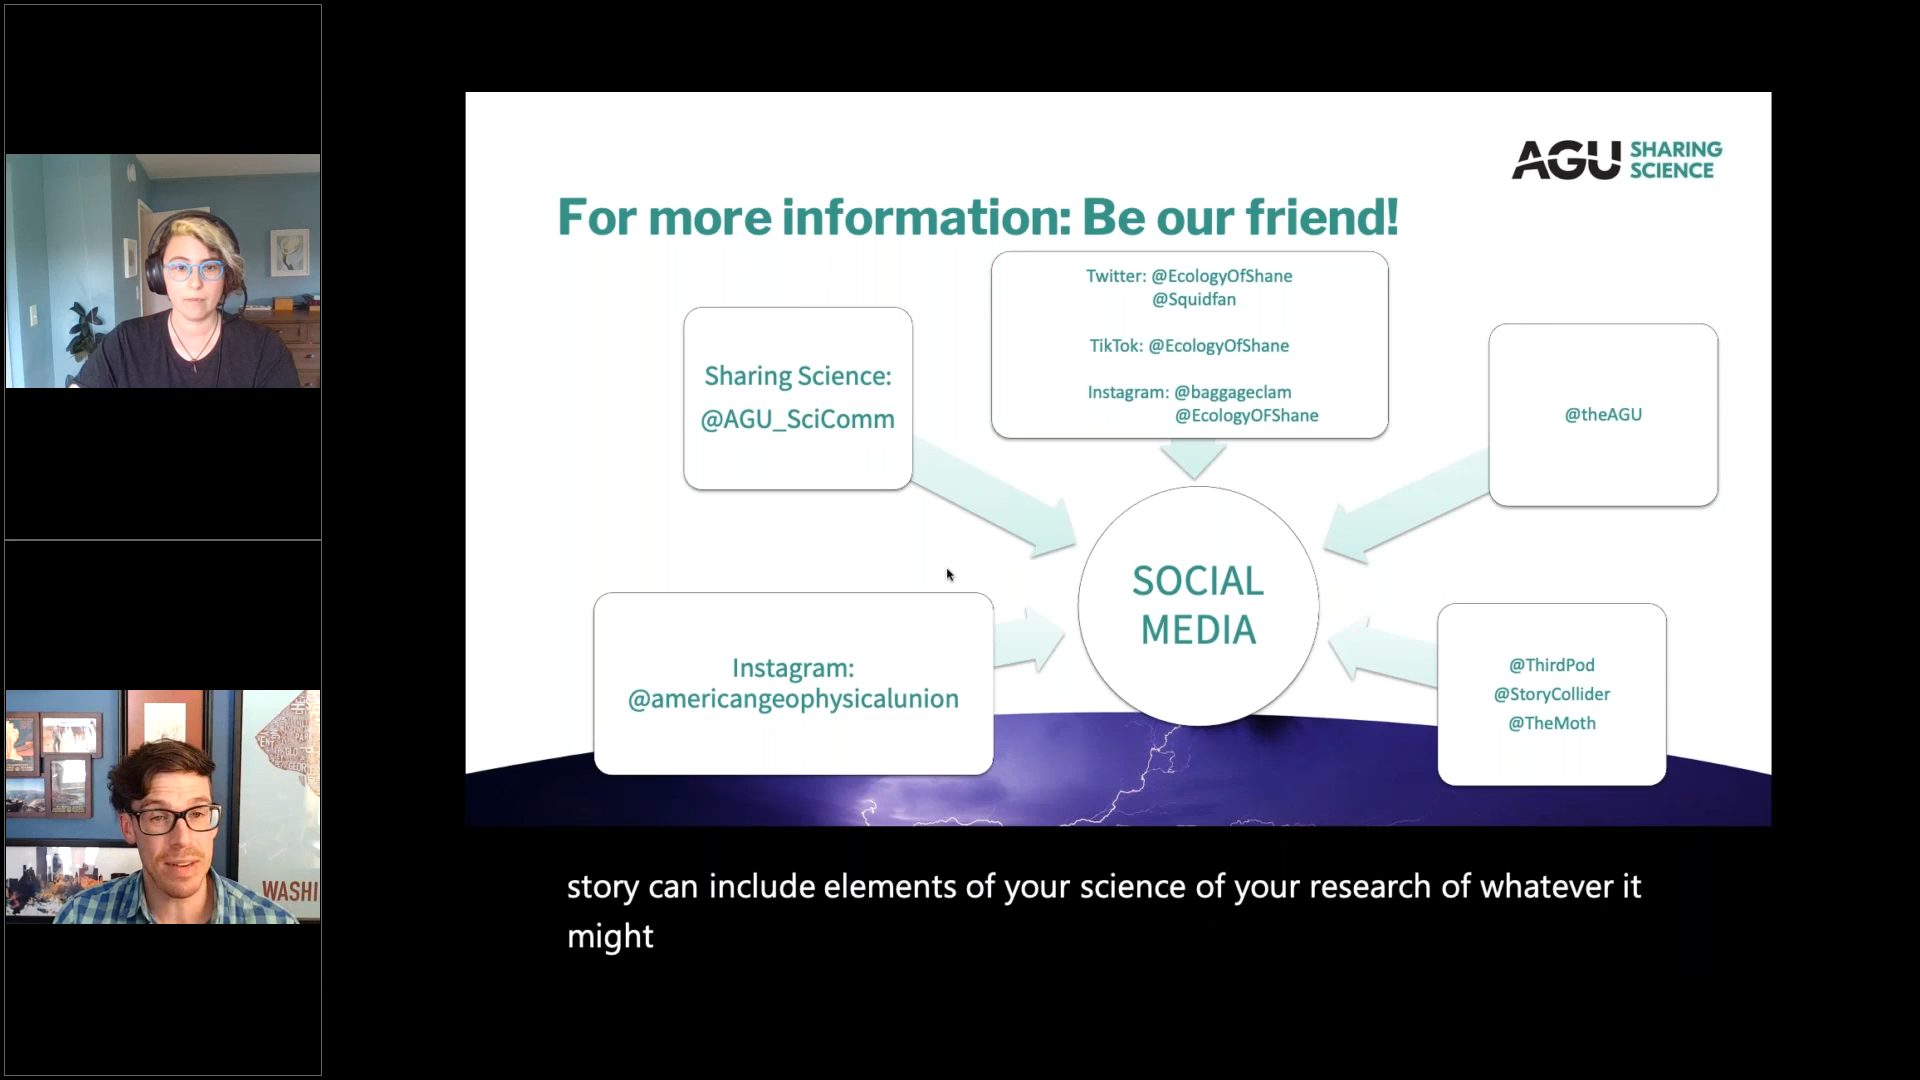 AGU SHARING
SCIENCE
For more information: Be our friend!
Twitter: @EcologyOfShane
@Squidfan
TikTok: @EcologyOfShane
Instagram: @baggageclam
@EcologyOFShane
Sharing Science:
@AGU_SciComm
@theAGU
SOCIAL
MEDIA
Instagram:
@americangeophysicalunion
@ThirdPod
@StoryCollider
@TheMoth
WASHI
story can include elements of your science of your research of whatever it
might